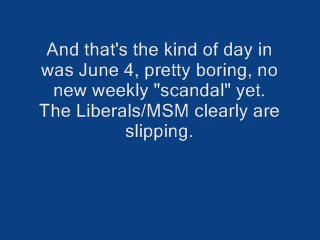 And that's the kind of day in
was June 4, pretty boring, no
new weekly "scandal" yet.
The Liberals/MSM clearly are
slipping.